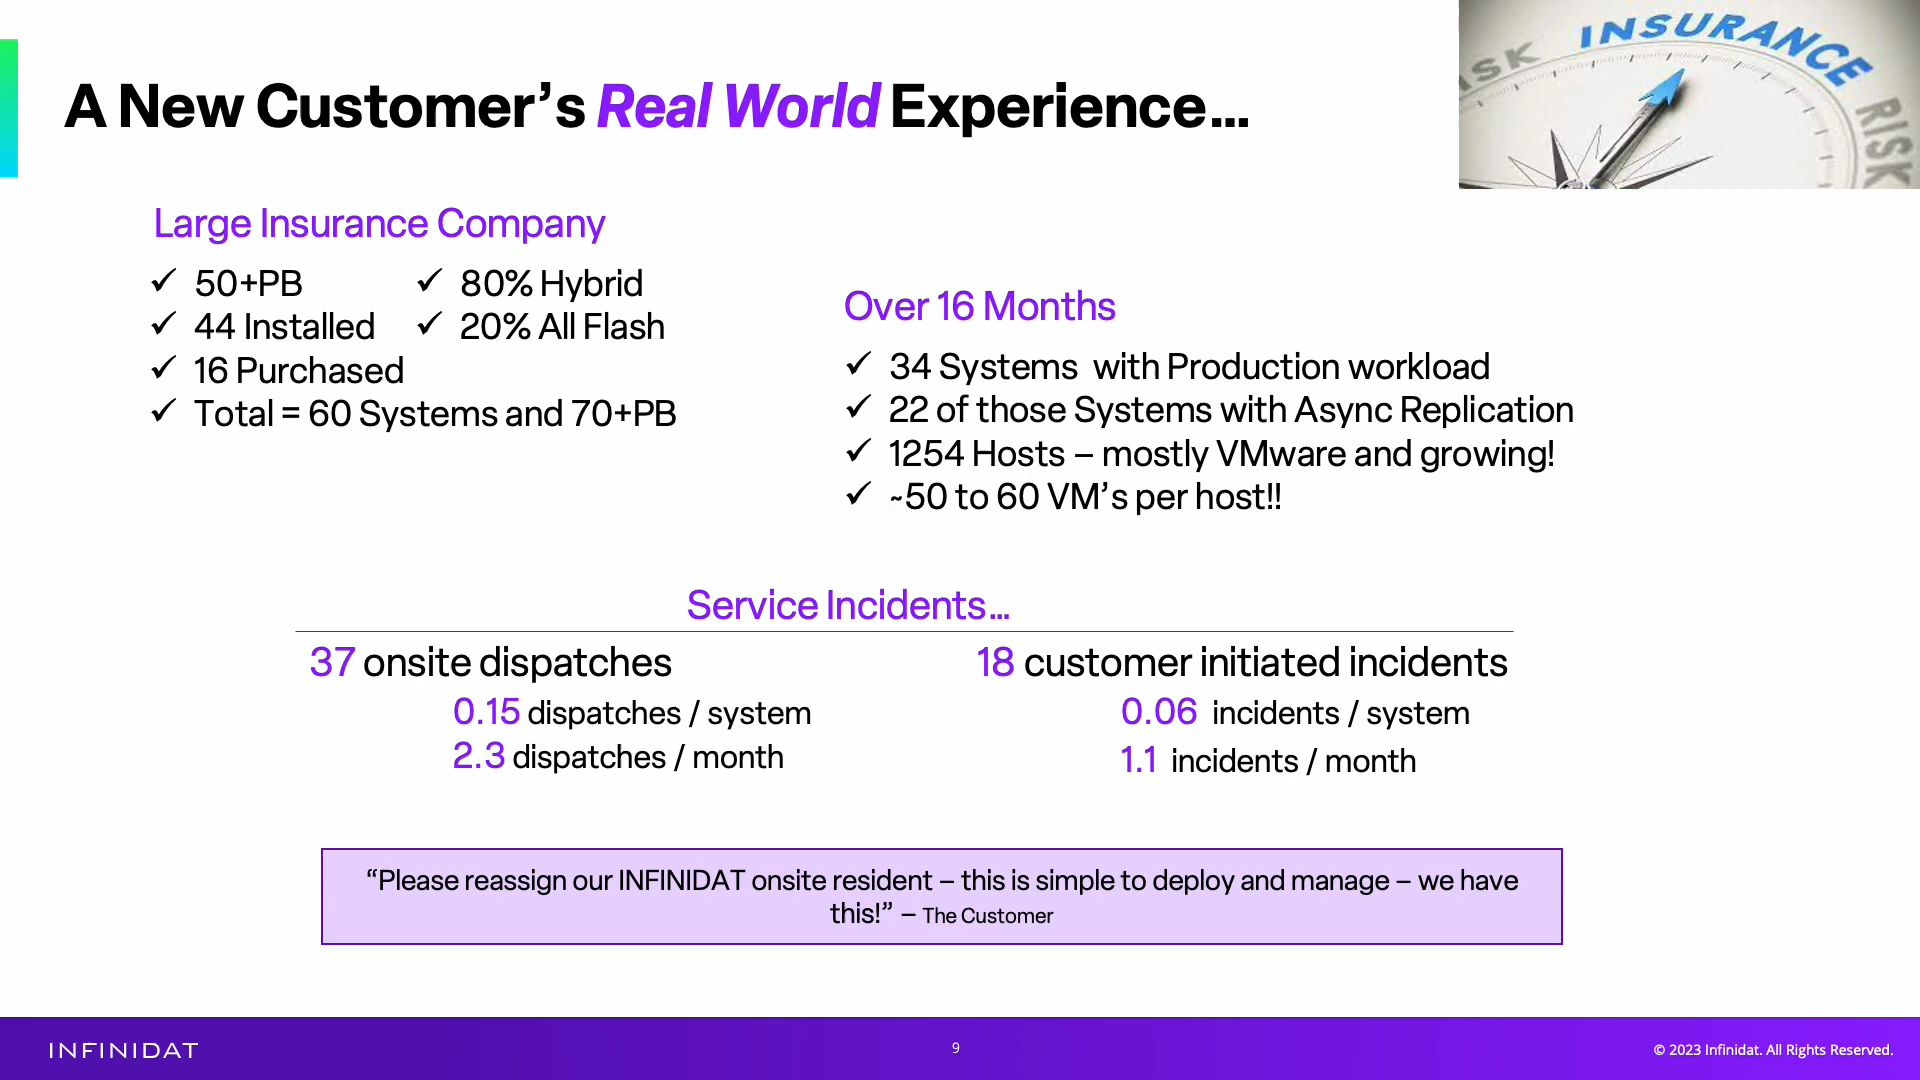 A New Customer’s Real World Experience...
INSURANCE
RISK
RISK
Large Insurance Company
✓ 50+PB
✓ 44 Installed
✓ 16 Purchased
✓ Total = 60 Systems and 70+PB
✓ 80% Hybrid
✓ 20% All Flash
Over 16 Months
✓ 34 Systems with Production workload
✓ 22 of those Systems with Async Replication
✓ 1254 Hosts – mostly VMware and growing!
✓ ~50 to 60 VM’s per host!!
Service Incidents...
37 onsite dispatches
0.15 dispatches / system
2.3 dispatches / month
18 customer initiated incidents
0.06 incidents / system
1.1 incidents / month
“Please reassign our INFINIDAT onsite resident – this is simple to deploy and manage – we have
this!” – The Customer
INFINIDAT
9
© 2023 Infinidat. All Rights Reserved.